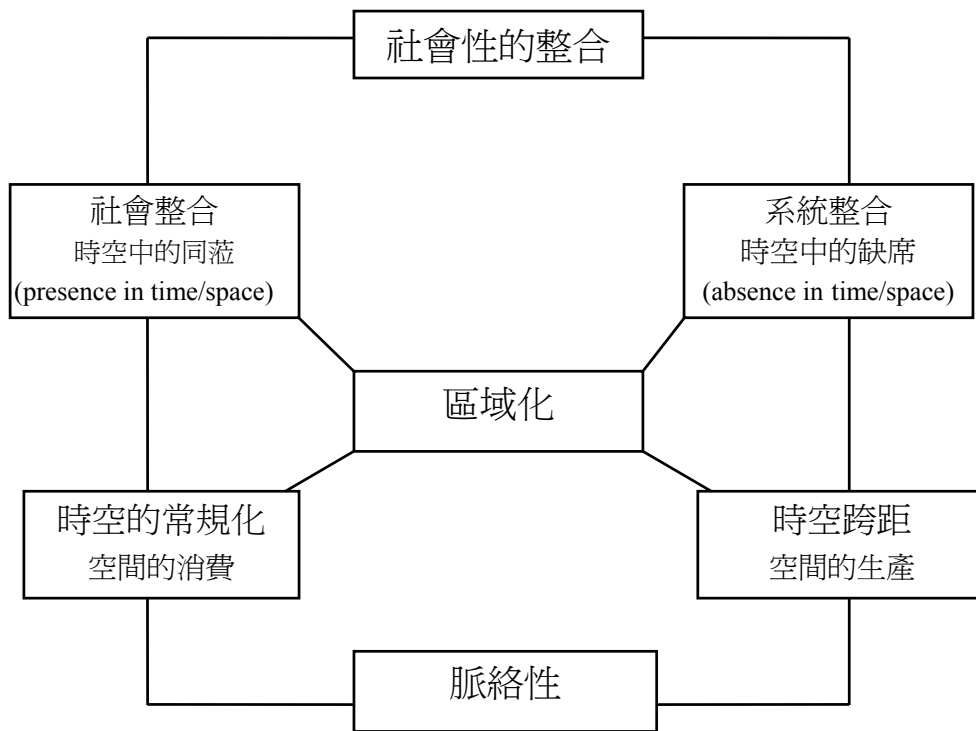 社會性的整合
社會整合
時空中的同蒞
(presence in time/space)
系統整合
時空中的缺席
(absence in time/space)
區域化
時空的常規化
空間的消費
時空跨距
空間的生產
脈絡性